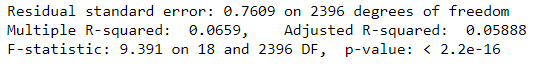 Residual standard error: 0.7609 on 2396 degrees of freedom
Multiple R-squared:  0.0659,    Adjusted R-squared:  0.05888
F-statistic: 9.391 on 18 and 2396 DF,  p-value: < 2.2e-16